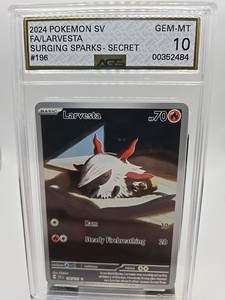 2024 POKEMON SV
FA/LARVESTA
SURGING SPARKS- SECRET
#196
GEM-MT
10
00352484
AGS
BASIC
Larvesta
HP 70
Ram
10
Steady Firebreathing
20